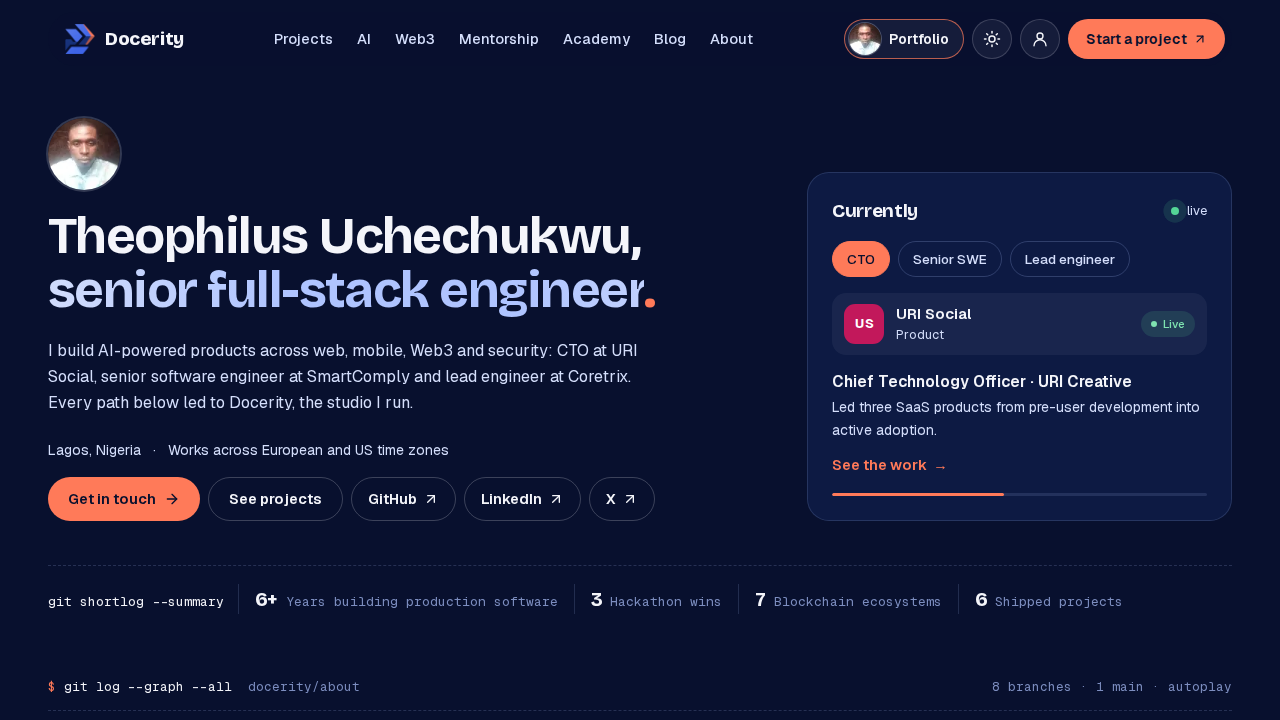 Docerity
Projects AI Web3 Mentorship Academy Blog About
Portfolio
Start a project
Theophilus Uchechukwu,
senior full-stack engineer.
I build AI-powered products across web, mobile, Web3 and security: CTO at URI
Social, senior software engineer at SmartComply and lead engineer at Coretrix.
Every path below led to Docerity, the studio I run.
Lagos, Nigeria · Works across European and US time zones
Get in touch →
See projects
GitHub
LinkedIn
X
Currently
live
CTO
Senior SWE
Lead engineer
US
URI Social
Product
Live
Chief Technology Officer · URI Creative
Led three SaaS products from pre-user development into
active adoption.
See the work →
git shortlog --summary
6+ Years building production software
3 Hackathon wins
7 Blockchain ecosystems
6 Shipped projects
$ git log --graph --all docerity/about
8 branches · 1 main · autoplay